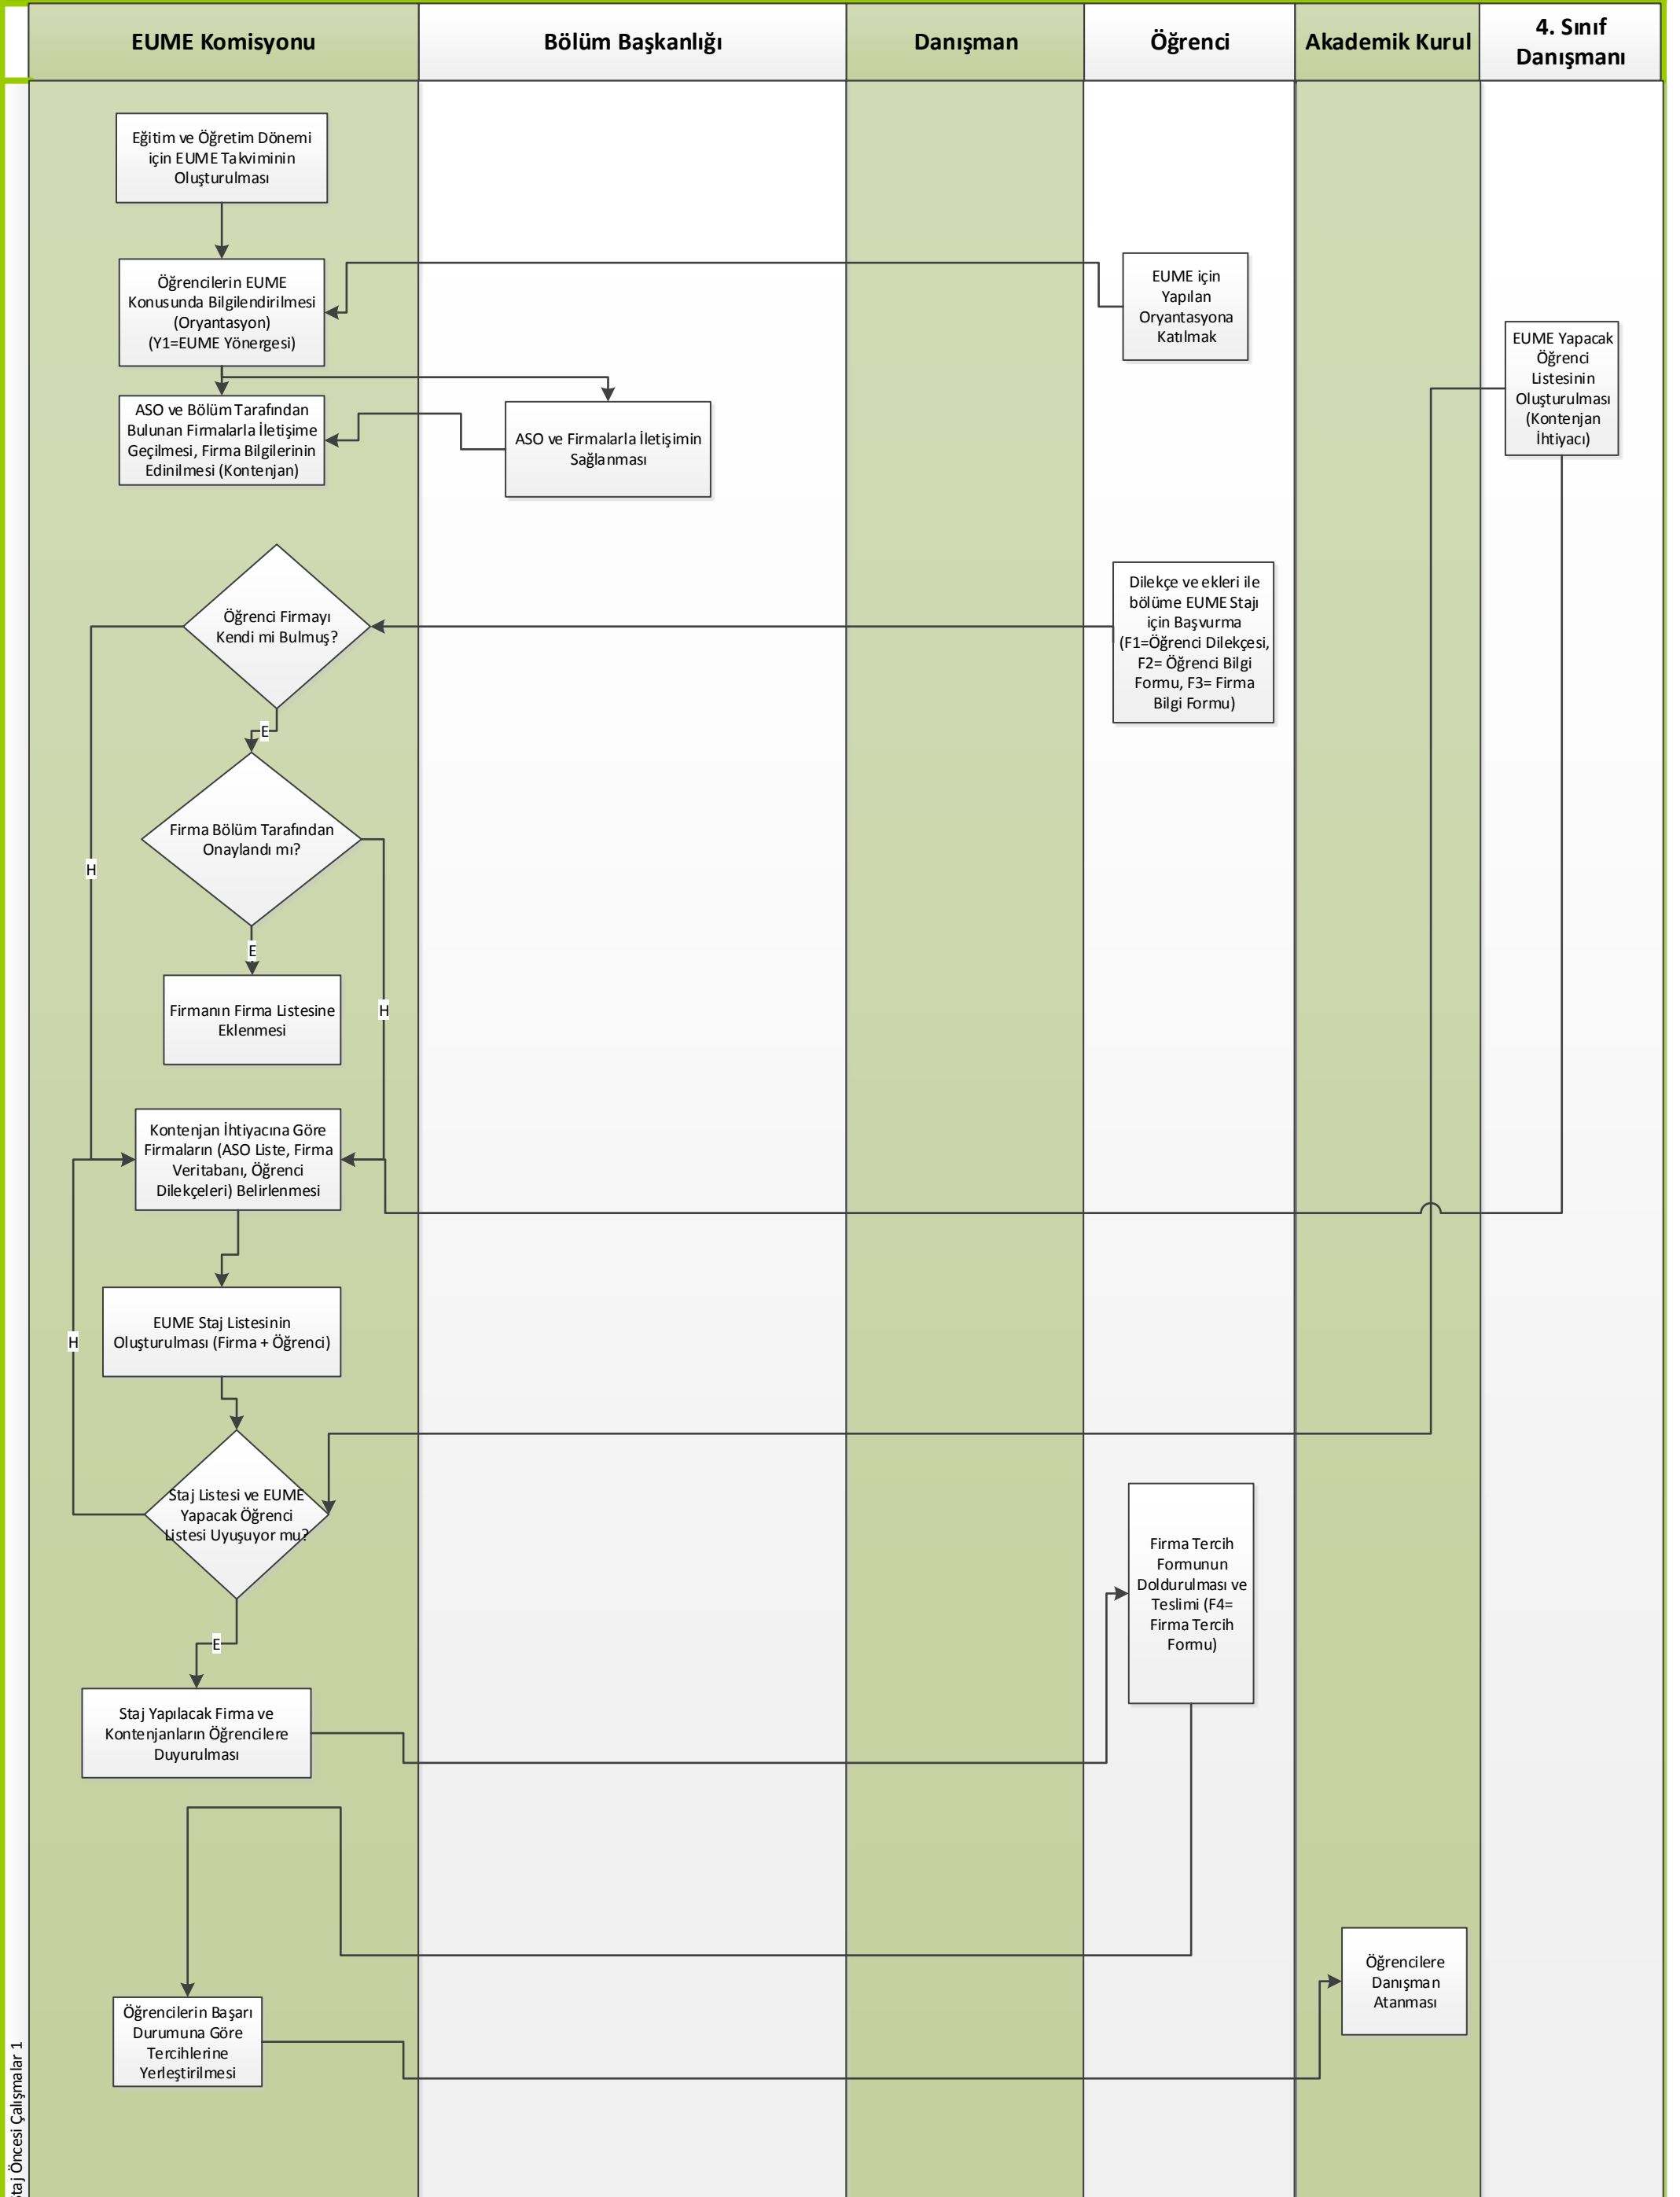 EUME Komisyonu
Bölüm Başkanlığı
Danışman
Öğrenci
Akademik Kurul
4. Sınıf
Danışmanı
Eğitim ve Öğretim Dönemi
için EUME Takviminin
Oluşturulması
Öğrencilerin EUME
Konusunda Bilgilendirilmesi
(Oryantasyon)
(Y1=EUME Yönergesi)
EUME için
Yapılan
Oryantasyona
Katılmak
EUME Yapacak
Öğrenci
Listesinin
Oluşturulması
(Kontenjan
İhtiyacı)
ASO ve Bölüm Tarafından
Bulunan Firmalarla İletişime
Geçilmesi, Firma Bilgilerinin
Edinilmesi (Kontenjan)
ASO ve Firmalarla İletişimin
Sağlanması
Öğrenci Firmayı
Kendi mi Bulmuş?
Dilekçe ve ekleri ile
bölüme EUME Stajı
için Başvurma
(F1=Öğrenci Dilekçesi,
F2= Öğrenci Bilgi
Formu, F3= Firma
Bilgi Formu)
E
Firma Bölüm Tarafından
Onaylandı mı?
H
E
Firmanın Firma Listesine
Eklenmesi
H
Kontenjan İhtiyacına Göre
Firmaların (ASO Liste, Firma
Veritabanı, Öğrenci
Dilekçeleri) Belirlenmesi
EUME Staj Listesinin
Oluşturulması (Firma + Öğrenci)
H
Staj Listesi ve EUME
Yapacak Öğrenci
Listesi Uyuşuyor mu?
Firma Tercih
Formunun
Doldurulması ve
Teslimi (F4=
Firma Tercih
Formu)
E
Staj Yapılacak Firma ve
Kontenjanların Öğrencilere
Duyurulması
Öğrencilere
Danışman
Atanması
Öğrencilerin Başarı
Durumuna Göre
Tercihlerine
Yerleştirilmesi
taj Öncesi Çalışmalar 1